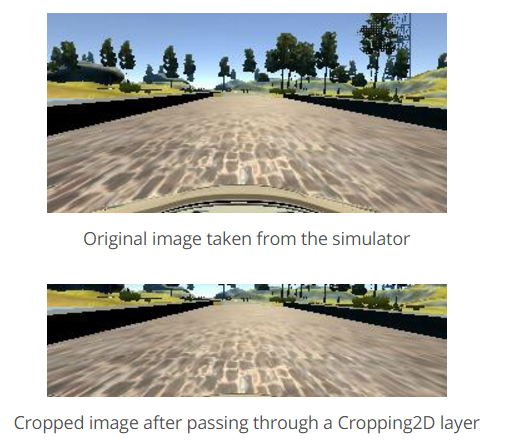 Original image taken from the simulator
Cropped image after passing through a Cropping2D layer